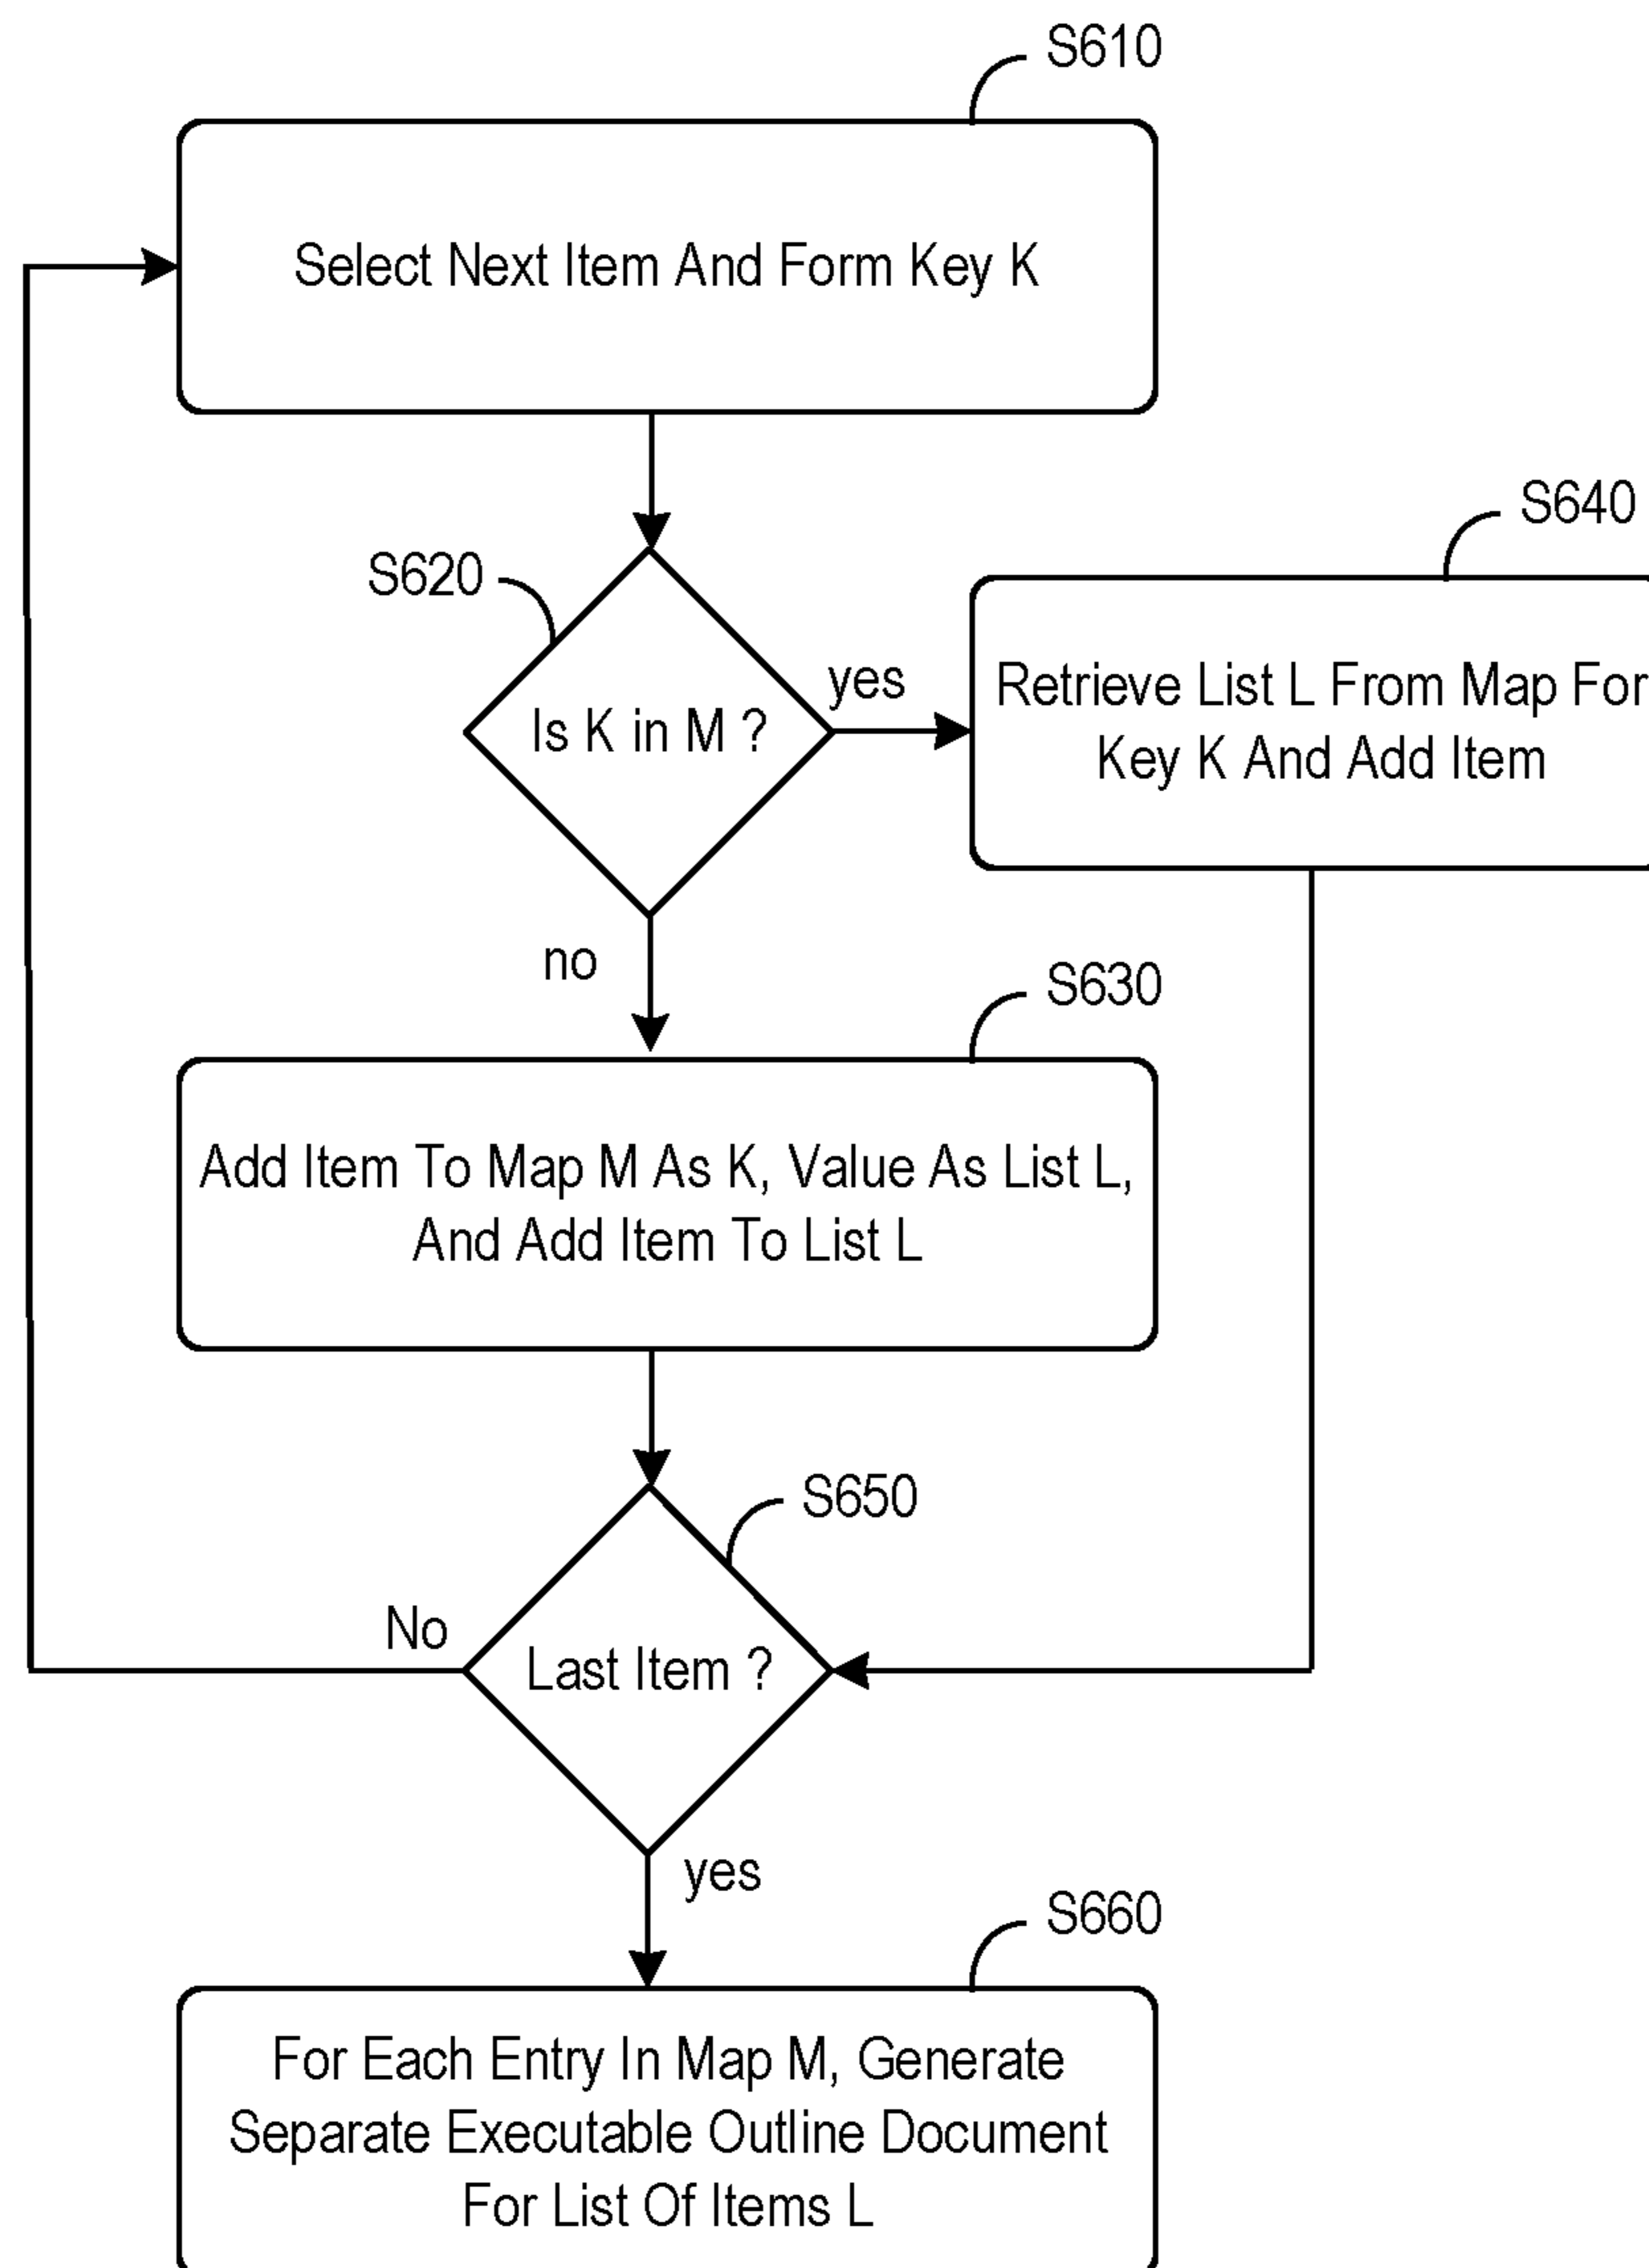 S610
Select Next Item And Form Key K
S620
Is K in M ?
yes
S640
Retrieve List L From Map For
Key K And Add Item
no
S630
Add Item To Map M As K, Value As List L,
And Add Item To List L
S650
Last Item ?
No
yes
S660
For Each Entry In Map M, Generate
Separate Executable Outline Document
For List Of Items L